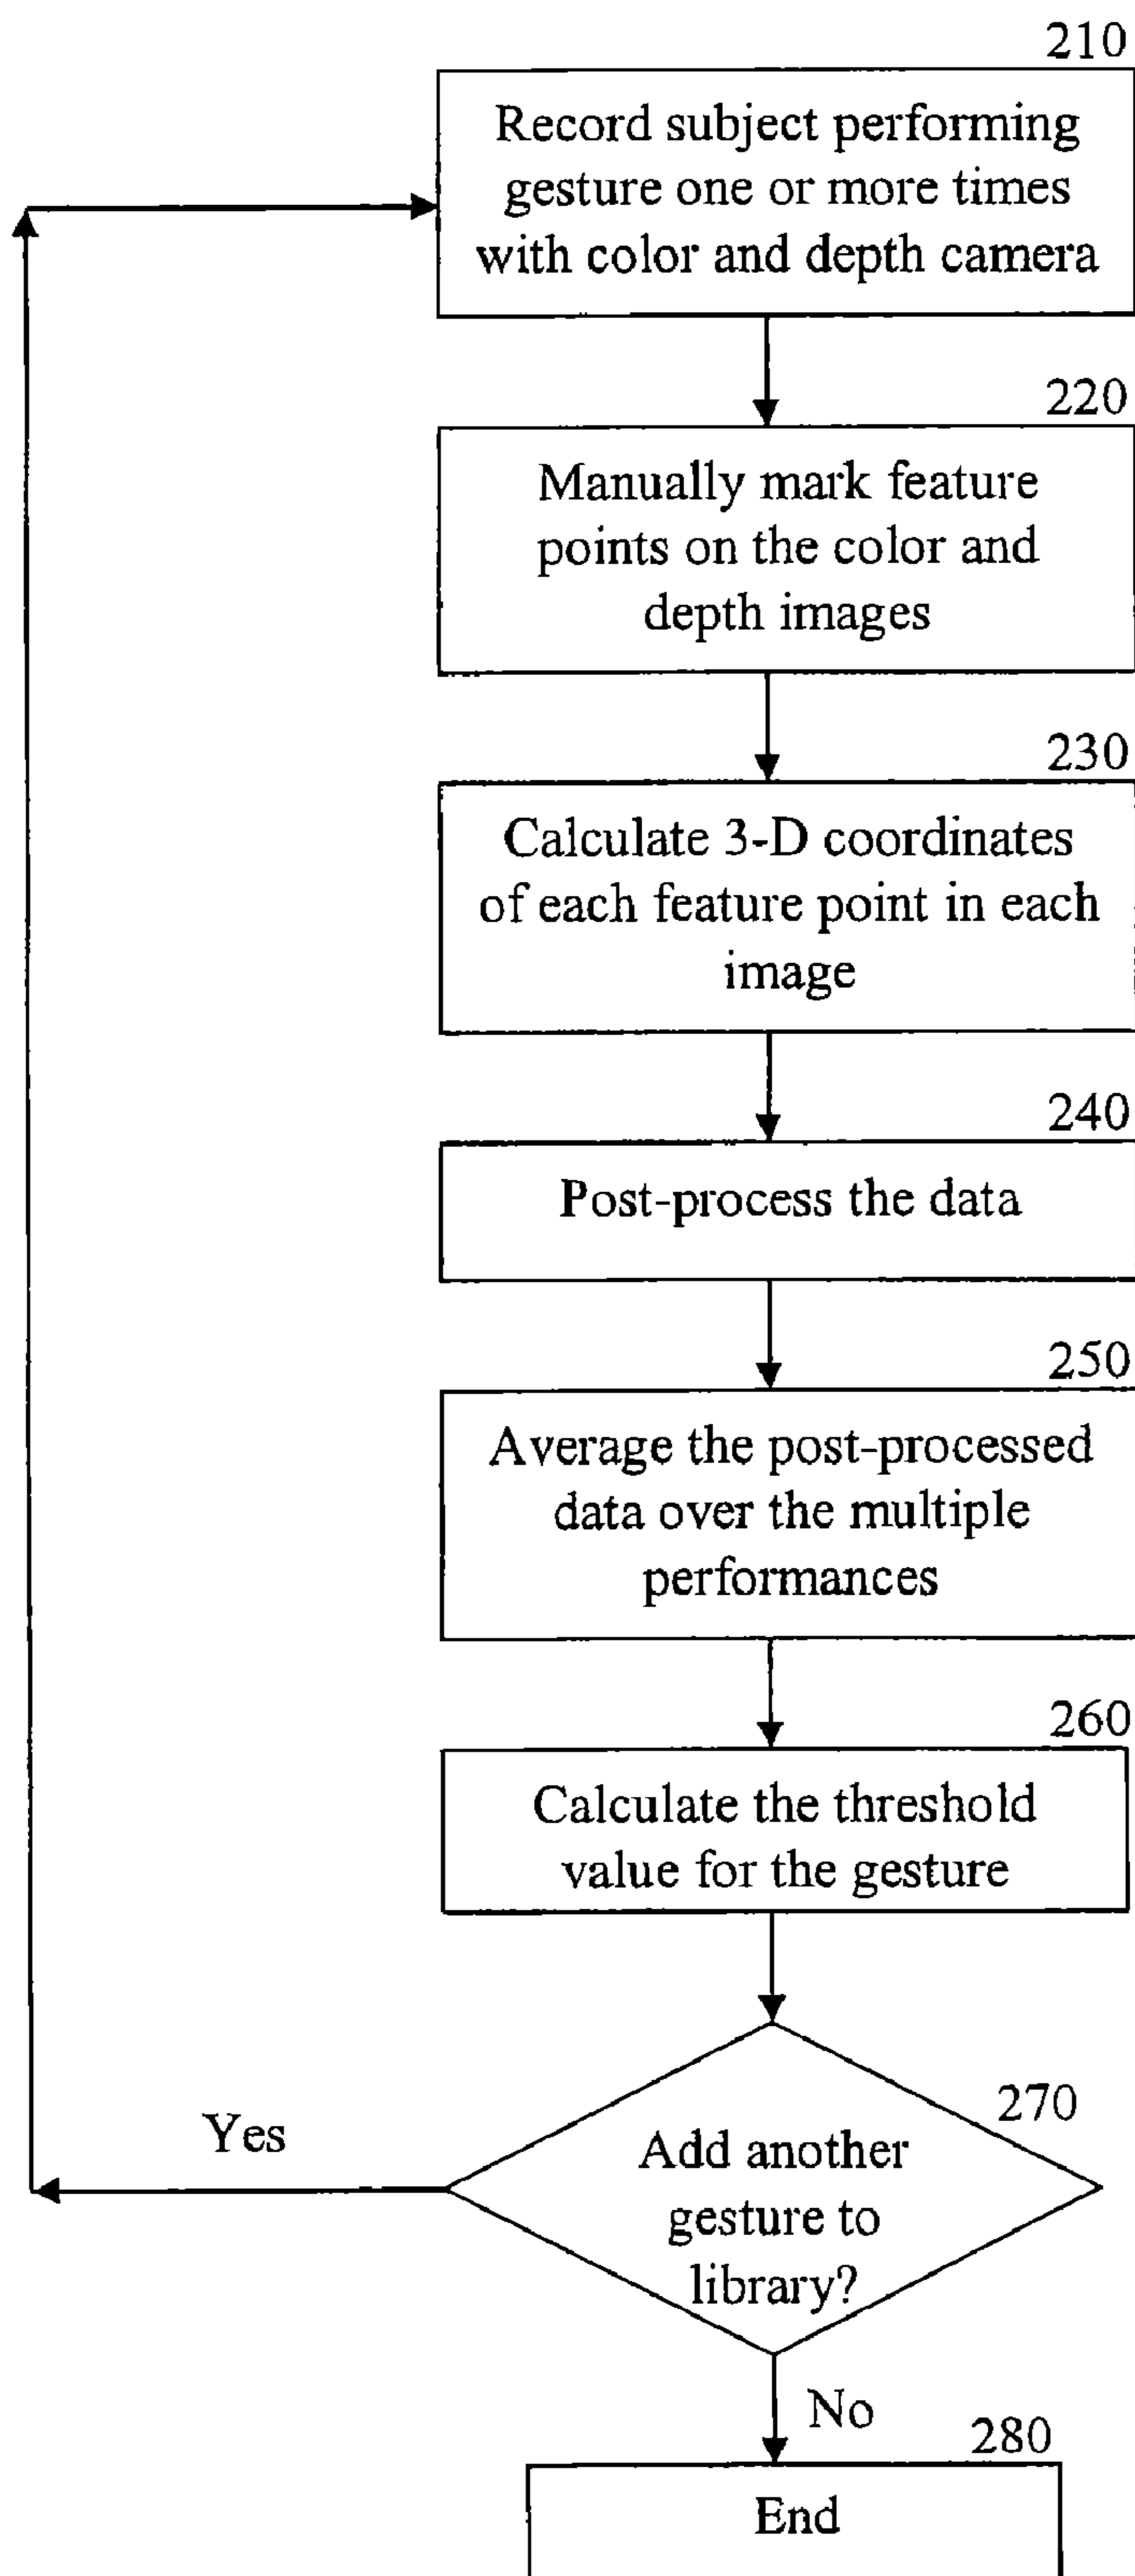 210
Record subject performing
gesture one or more times
with color and depth camera
220
Manually mark feature
points on the color and
depth images
230
Calculate 3-D coordinates
of each feature point in each
image
240
Post-process the data
250
Average the post-processed
data over the multiple
performances
260
Calculate the threshold
value for the gesture
270
Yes
Add another
gesture to
library?
No
280
End